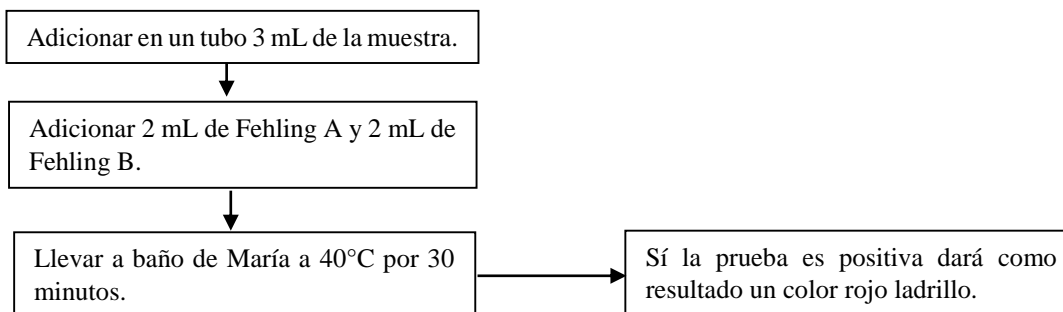 Adicionar en un tubo 3 mL de la muestra.
Adicionar 2 mL de Fehling A y 2 mL de
Fehling B.
Llevar a baño de María a 40°C por 30
minutos.
Sí la prueba es positiva dará como
resultado un color rojo ladrillo.